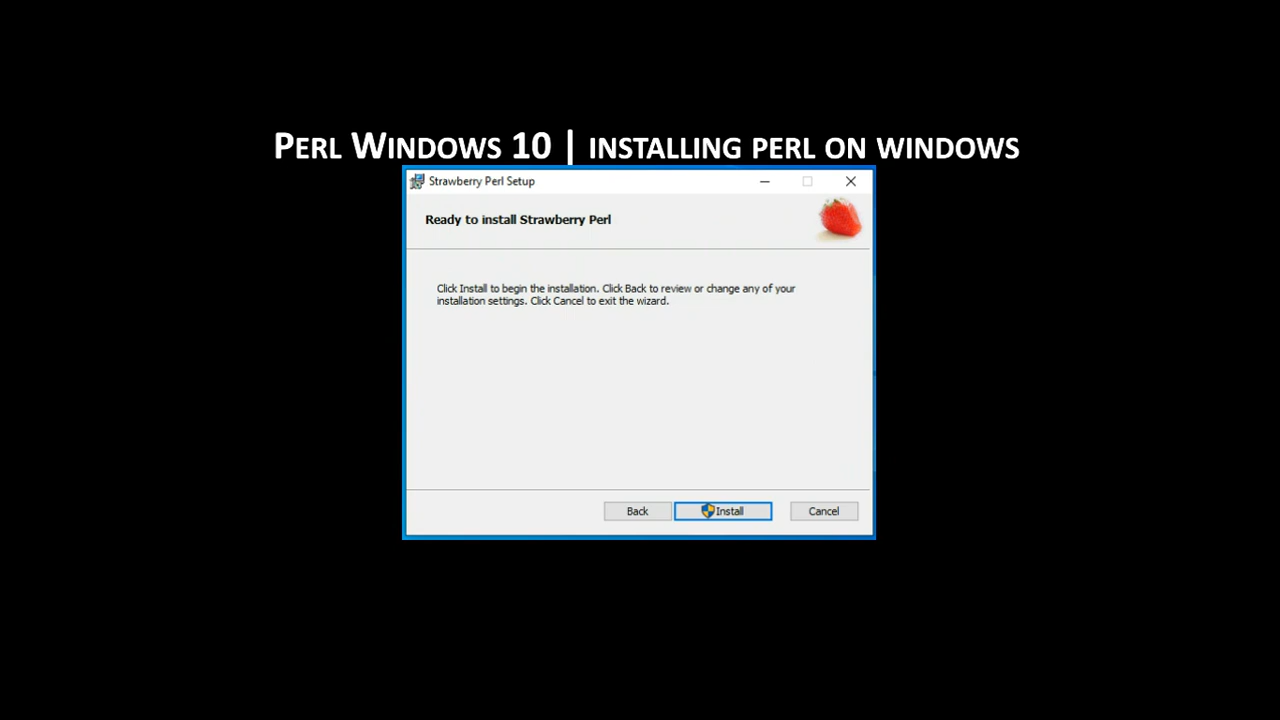 Perl Windows 10 | installing perl on windows
Strawberry Perl Setup
Ready to install Strawberry Perl
Click Install to begin the installation. Click Back to review or change any of your
installation settings. Click Cancel to exit the wizard.
Back Install Cancel